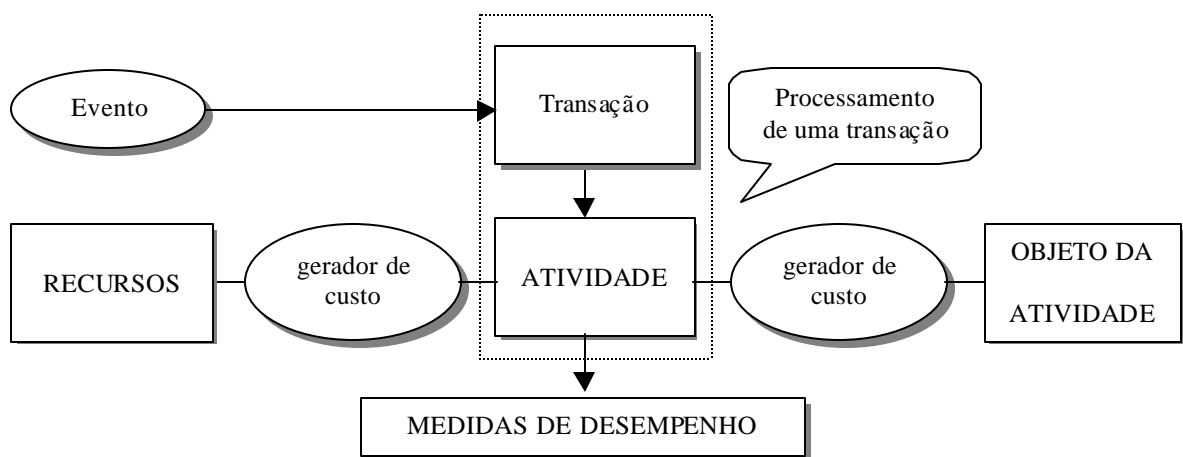 Evento
Transação
Processamento
de uma transação
RECURSOS
gerador de
custo
ATIVIDADE
gerador de
custo
OBJETO DA
ATIVIDADE
MEDIDAS DE DESEMPENHO